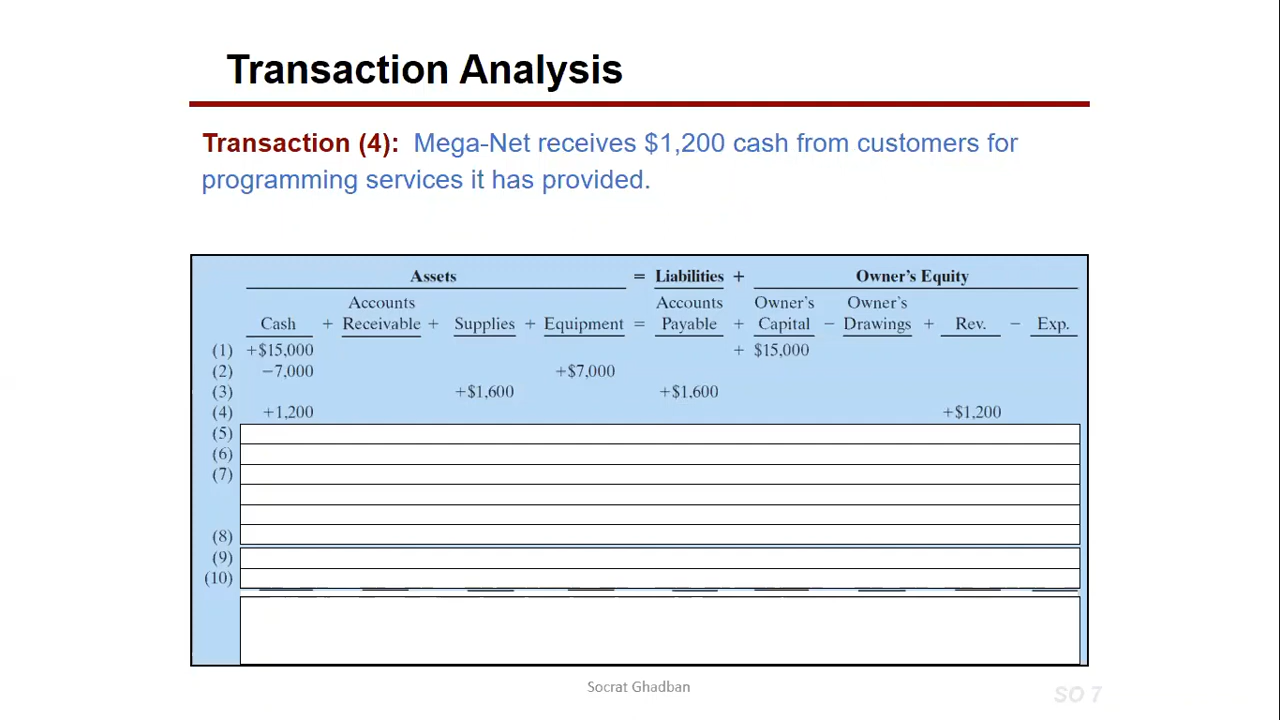 Transaction Analysis
Transaction (4): Mega-Net receives $1,200 cash from customers for
programming services it has provided.
Assets = Liabilities + Owner's Equity
Accounts Accounts Owner's Owner's
Cash + Receivable + Supplies + Equipment = Payable + Capital − Drawings + Rev. − Exp.
(1) +$15,000 + $15,000
(2) −7,000 +$7,000
(3) +$1,600 +$1,600
(4) +1,200 +$1,200
(5)
(6)
(7)
(8)
(9)
(10)
Socrat Ghadban
SO 7